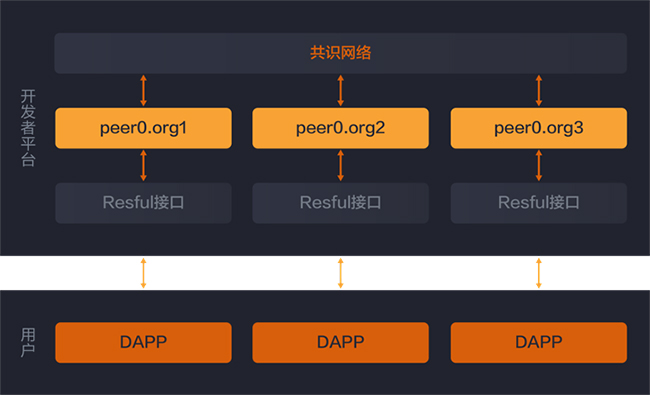 共识网络
开发者平台
peer0.org1
peer0.org2
peer0.org3
Resful接口
Resful接口
Resful接口
用户
DAPP
DAPP
DAPP